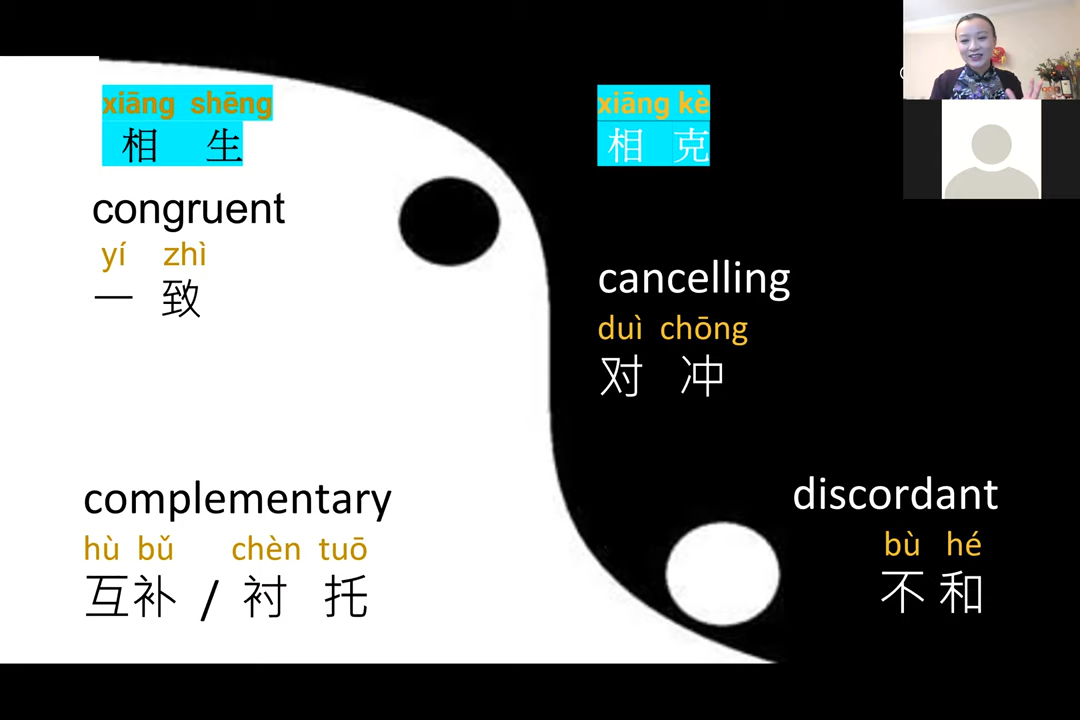 xiāng shēng
相 生
congruent
yí zhì
一 致
complementary
hù bǔ chèn tuō
互补 / 衬 托
xiāng kè
相 克
cancelling
duì chōng
对 冲
discordant
bù hé
不 和